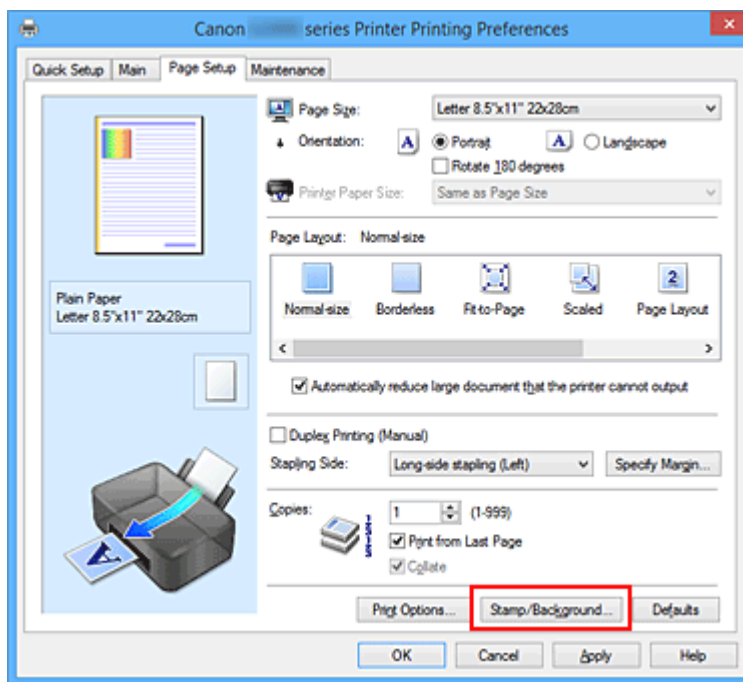 Canon series Printer Printing Preferences
Quick Setup Main Page Setup Maintenance
Page Size: Letter 8.5"x11" 22x28cm
Orientation: A Portrait A Landscape
Rotate 180 degrees
Printer Paper Size: Same as Page Size
Page Layout: Normal-size
2
Normal-size Borderless Fit-to-Page Scaled Page Layout
Plain Paper
Letter 8.5"x11" 22x28cm
Automatically reduce large document that the printer cannot output
Duplex Printing (Manual)
Stapling Side: Long-side stapling (Left) Specify Margin...
Copies: 1 (1-999)
Print from Last Page
Collate
A
Print Options... Stamp/Background... Defaults
OK Cancel Apply Help